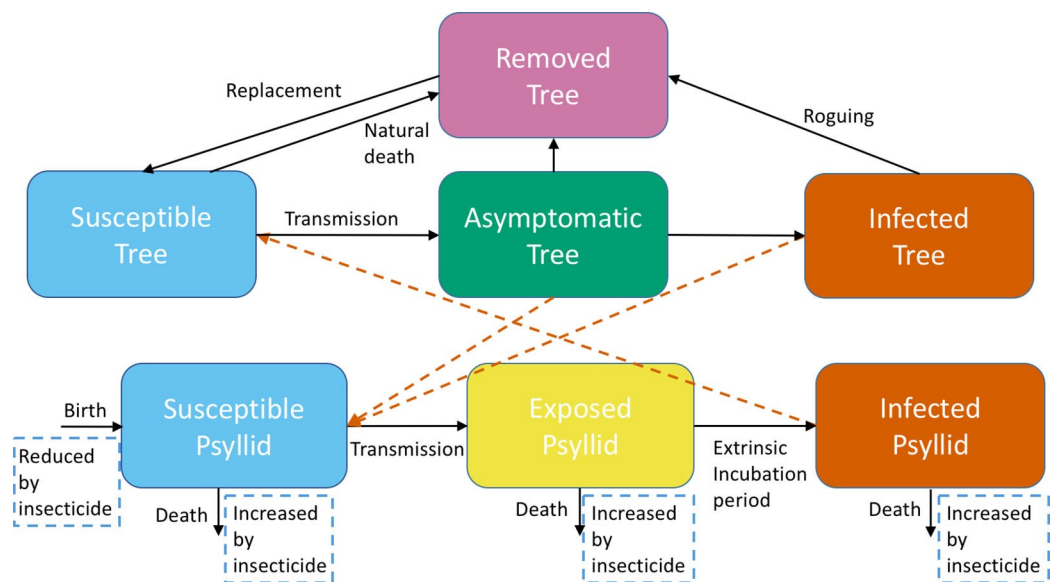 Removed
Tree
Replacement
Natural
death
Roguing
Susceptible
Tree
Transmission
Asymptomatic
Tree
Infected
Tree
Birth
Reduced
by
insecticide
Susceptible
Psyllid
Transmission
Exposed
Psyllid
Extrinsic
Incubation
period
Infected
Psyllid
Death
Increased
by
insecticide
Death
Increased
by
insecticide
Death
Increased
by
insecticide